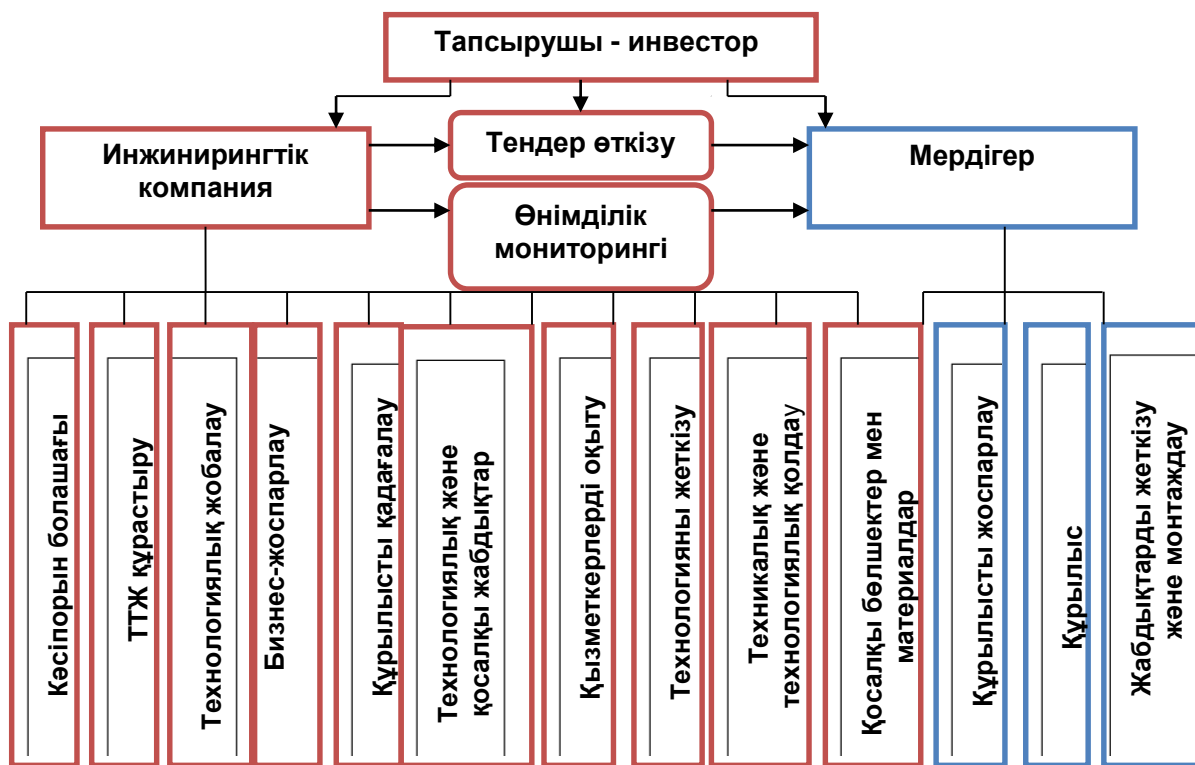 Тапсырушы - инвестор
Инжинирингтік
компания
Тендер өткізу
Мердігер
Өнімділік
мониторингі
Кәсіпорын болашағы
ТТЖ құрастыру
Технологиялық жобалау
Бизнес-жоспарлау
Құрылысты қадағалау
Технологиялық және
қосалқы жабдықтар
Қызметкерлерді оқыту
Технологияны жеткізу
Техникалық және
технологиялық қолдау
Қосалқы бөлшектер мен
материалдар
Құрылысты жоспарлау
Құрылыс
Жабдықтарды жеткізу
және монтаждау